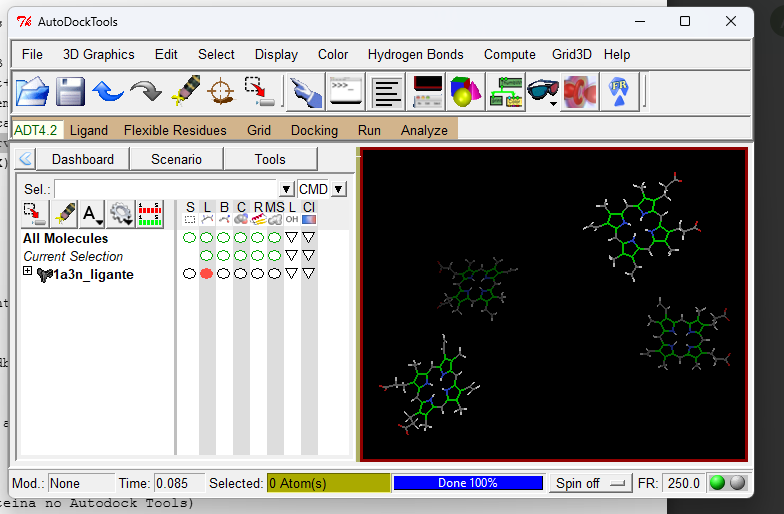 AutoDockTools
File 3D Graphics Edit Select Display Color Hydrogen Bonds Compute Grid3D Help
ADT4.2 Ligand Flexible Residues Grid Docking Run Analyze
Dashboard Scenario Tools
Sel.: CMD
S L B C R MS L Cl
OH
All Molecules
Current Selection
1a3n_ligante
Mod.: None Time: 0.085 Selected: 0 Atom(s) Done 100% Spin off FR: 250.0
teína no Autodock Tools)